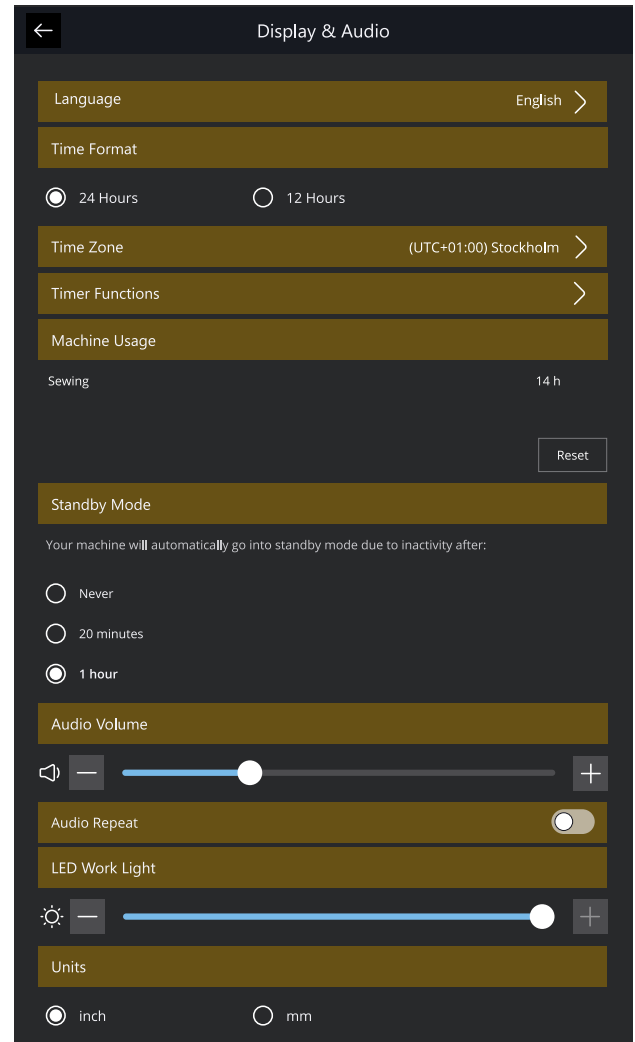 Display & Audio
Language English
Time Format
24 Hours 12 Hours
Time Zone (UTC+01:00) Stockholm
Timer Functions
Machine Usage
Sewing 14 h
Reset
Standby Mode
Your machine will automatically go into standby mode due to inactivity after:
Never
20 minutes
1 hour
Audio Volume
Audio Repeat
LED Work Light
Units
inch mm